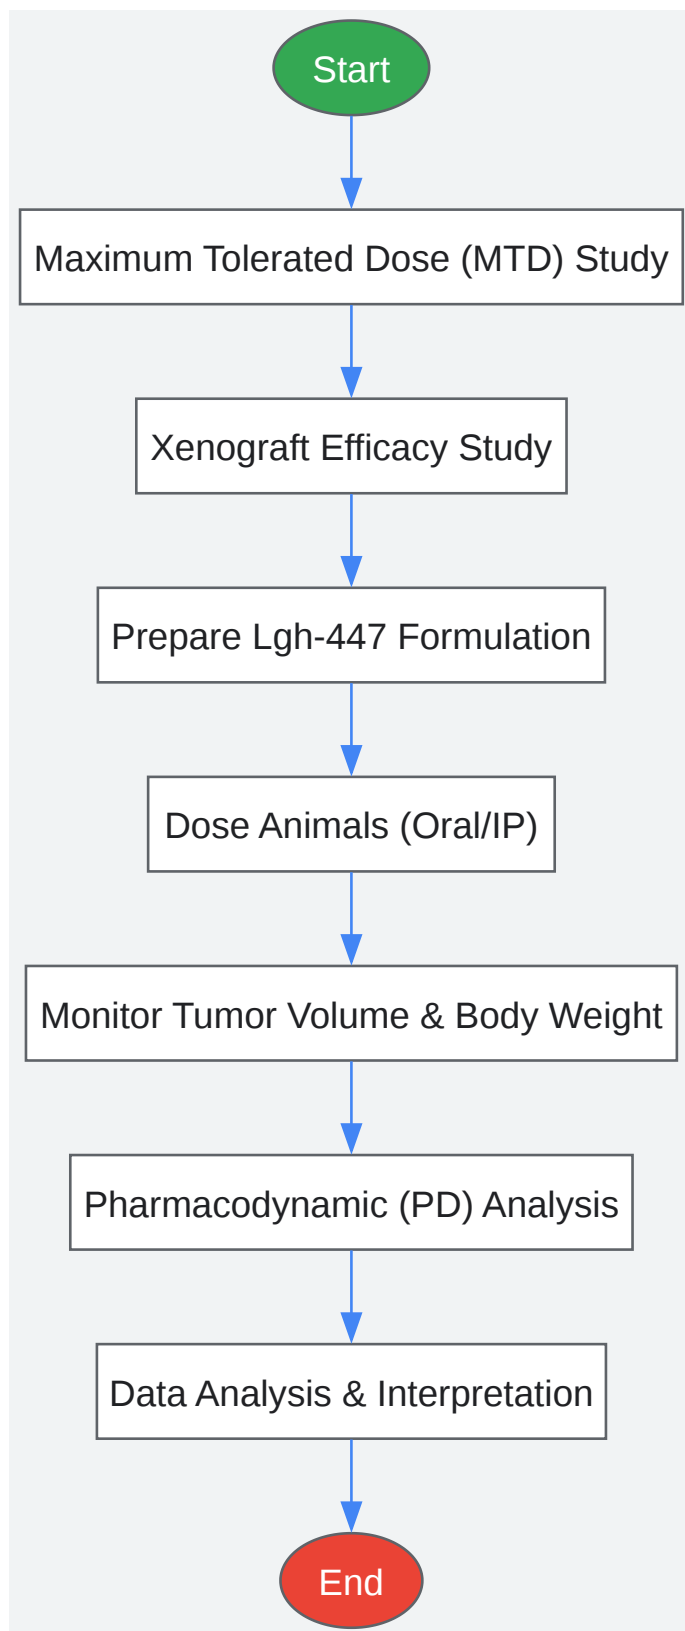 Start
Maximum Tolerated Dose (MTD) Study
Xenograft Efficacy Study
Prepare Lgh-447 Formulation
Dose Animals (Oral/IP)
Monitor Tumor Volume & Body Weight
Pharmacodynamic (PD) Analysis
Data Analysis & Interpretation
End